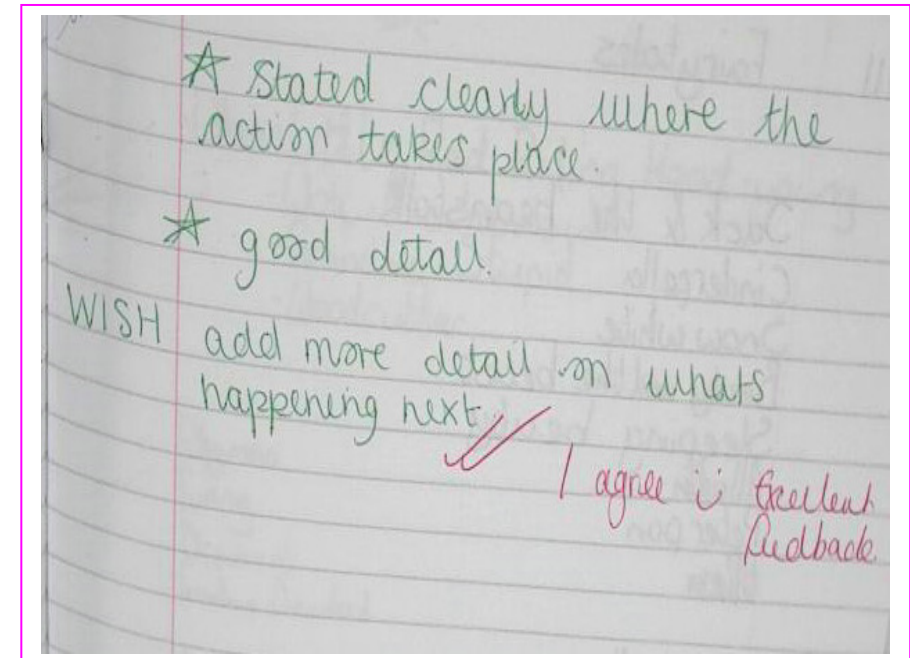 ☆ Stated clearly where the
action takes place.
☆ good detail.
WISH add more detail on whats
happening next
I agree ü Excellent
feedback